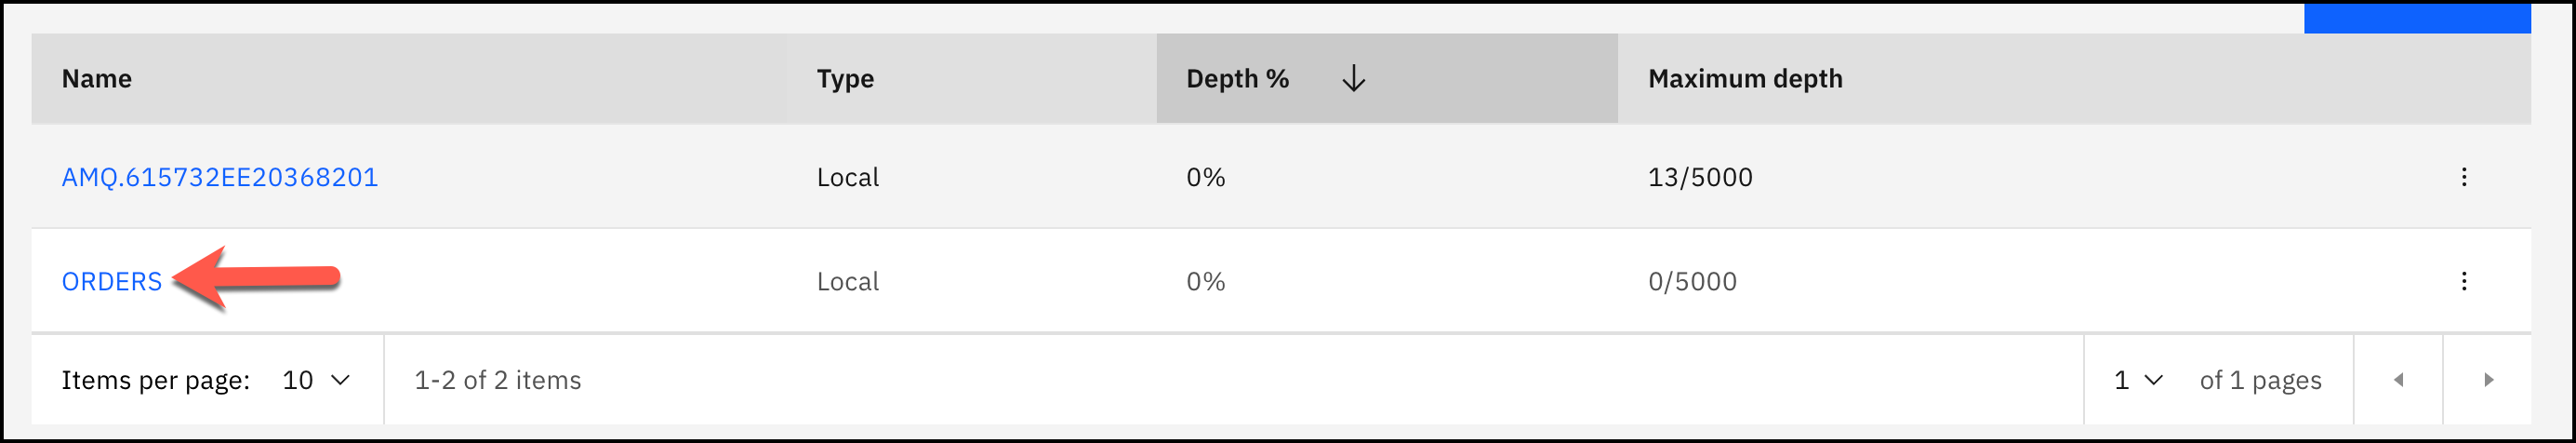 Name Type Depth % Maximum depth
AMQ.615732EE20368201 Local 0% 13/5000
ORDERS Local 0% 0/5000
Items per page: 10 1-2 of 2 items 1 of 1 pages